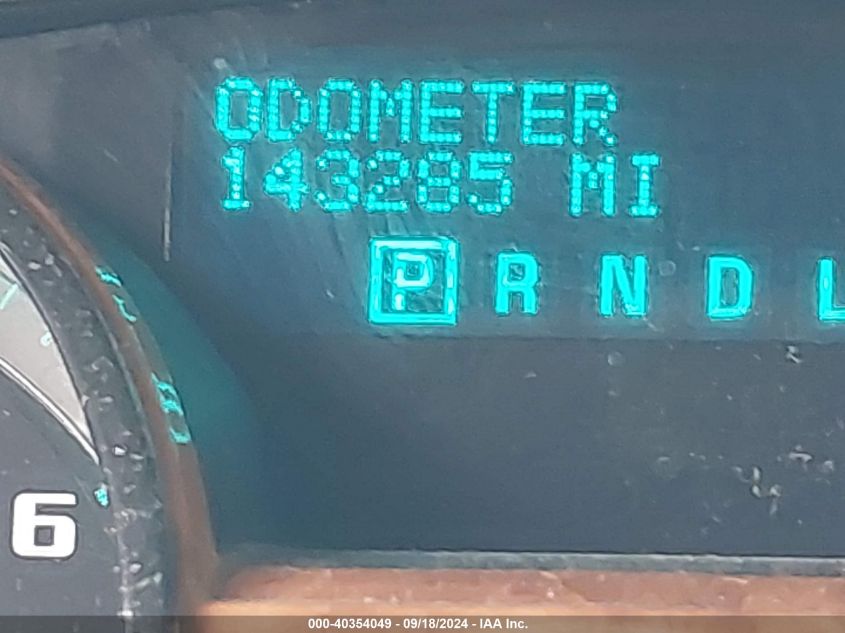 ODOMETER
143285 MI
P R N D L
6
000-40354049 - 09/18/2024 - IAA Inc.